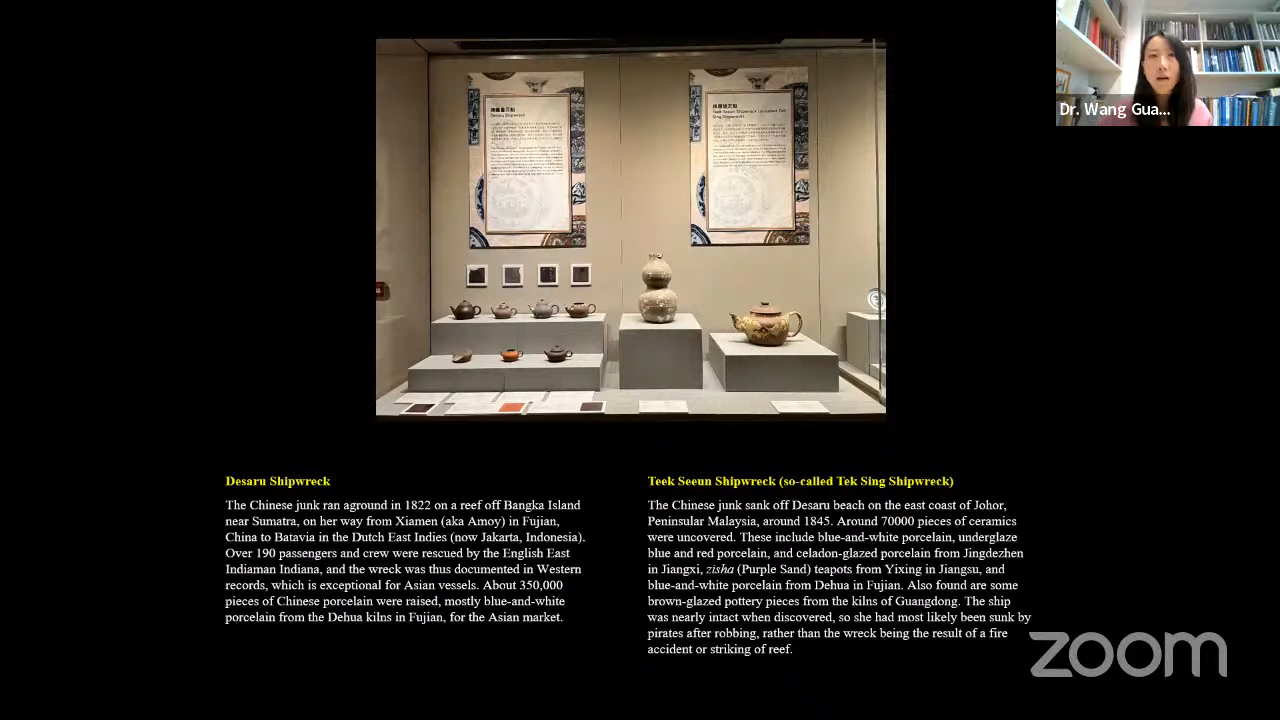 Dr. Wang Gua...
Desaru Shipwreck
Teek Seeun Shipwreck (so-called Tek
Sing Shipwreck)
Desaru Shipwreck
The Chinese junk ran aground in 1822 on a reef off Bangka Island
near Sumatra, on her way from Xiamen (aka Amoy) in Fujian,
China to Batavia in the Dutch East Indies (now Jakarta, Indonesia).
Over 190 passengers and crew were rescued by the English East
Indiaman Indiana, and the wreck was thus documented in Western
records, which is exceptional for Asian vessels. About 350,000
pieces of Chinese porcelain were raised, mostly blue-and-white
porcelain from the Dehua kilns in Fujian, for the Asian market.
Teek Seeun Shipwreck (so-called Tek Sing Shipwreck)
The Chinese junk sank off Desaru beach on the east coast of Johor,
Peninsular Malaysia, around 1845. Around 70000 pieces of ceramics
were uncovered. These include blue-and-white porcelain, underglaze
blue and red porcelain, and celadon-glazed porcelain from Jingdezhen
in Jiangxi, zisha (Purple Sand) teapots from Yixing in Jiangsu, and
blue-and-white porcelain from Dehua in Fujian. Also found are some
brown-glazed pottery pieces from the kilns of Guangdong. The ship
was nearly intact when discovered, so she had most likely been sunk by
pirates after robbing, rather than the wreck being the result of a fire
accident or striking of reef.
zoom